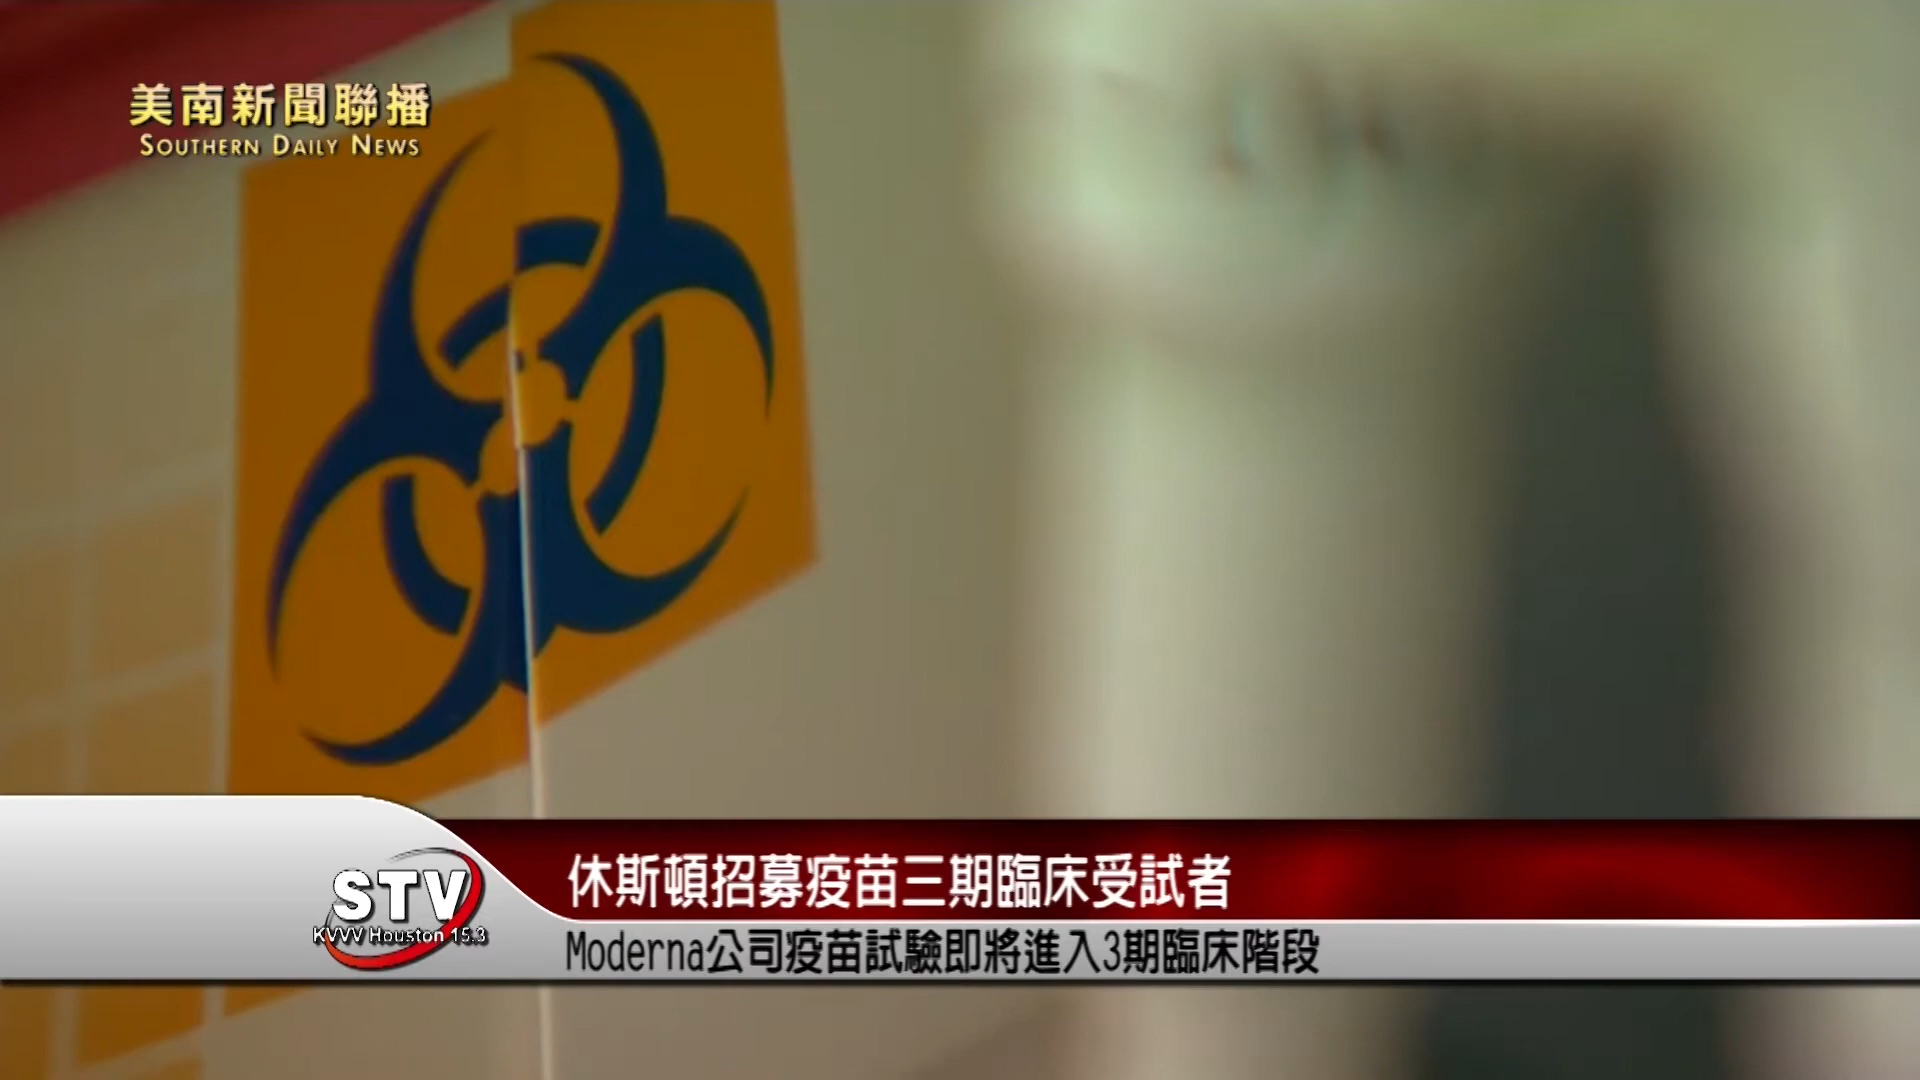 美南新聞聯播
SOUTHERN DAILY NEWS
休斯頓招募疫苗三期臨床受試者
STV
KVVV Houston 15.3
Moderna公司疫苗試驗即將進入3期臨床階段